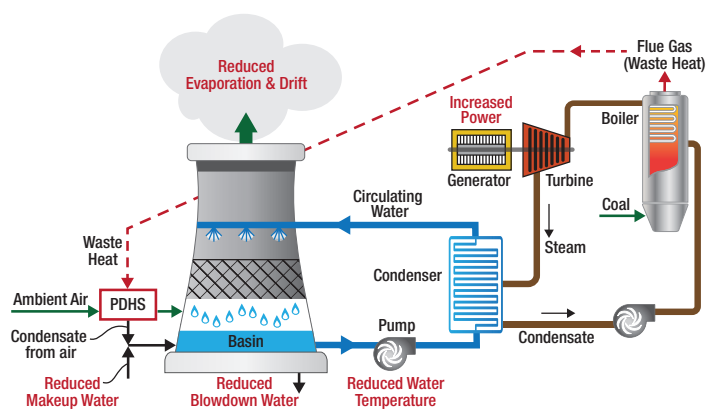 Reduced
Evaporation & Drift
Flue Gas
(Waste Heat)
Increased
Power
Boiler
Generator
Turbine
Circulating
Water
Coal
Steam
Waste
Heat
Condenser
Ambient Air
PDHS
Condensate
from air
Pump
Condensate
Basin
Reduced
Makeup Water
Reduced
Blowdown Water
Reduced Water
Temperature